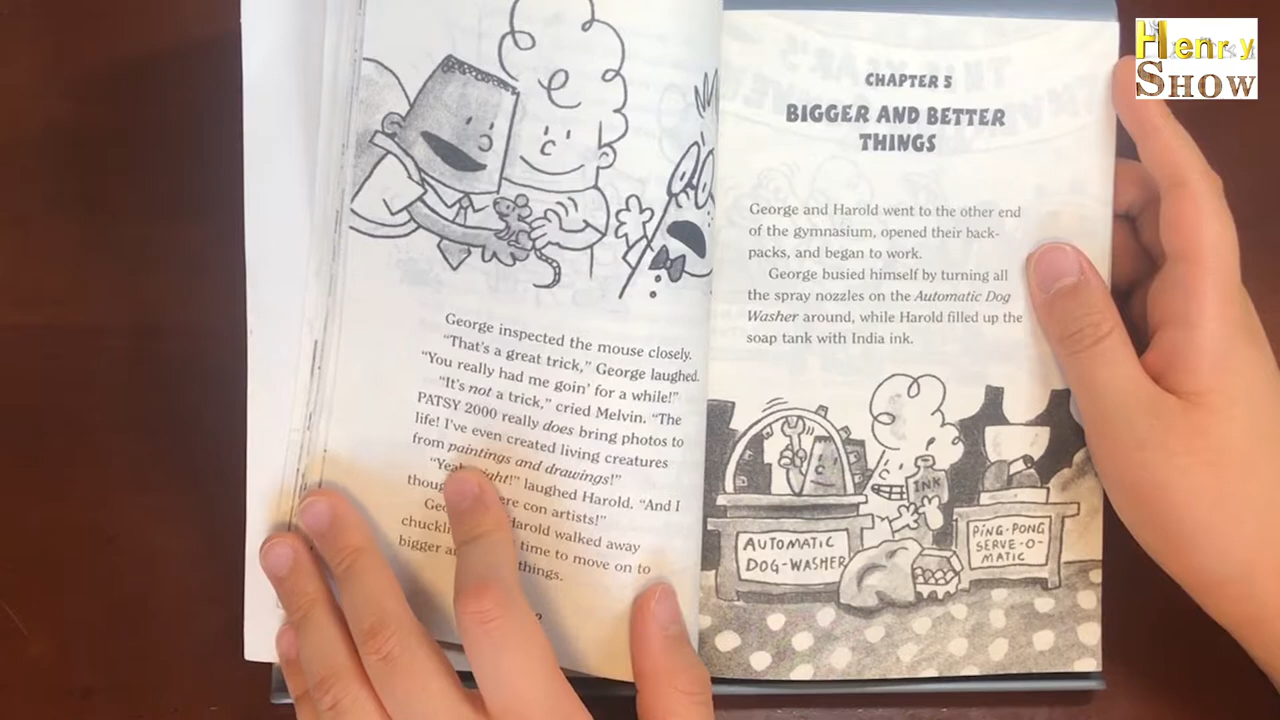 George inspected the mouse closely.
"That's a great trick," George laughed.
"You really had me goin' for a while!"
"It's not a trick," cried Melvin. "The
PATSY 2000 really does bring photos to
life! I've even created living creatures
from paintings and drawings!"
laughed Harold. "And I
con artists!"
Harold walked away
time to move on to
things.
CHAPTER 5
BIGGER AND BETTER
THINGS
George and Harold went to the other end
of the gymnasium, opened their back-
packs, and began to work.
George busied himself by turning all
the spray nozzles on the Automatic Dog
Washer around, while Harold filled up the
soap tank with India ink.
INK
AUTOMATIC
DOG-WASHER
PiNG-PONG
SERVE-O-
MATIC
Henry
SHOW